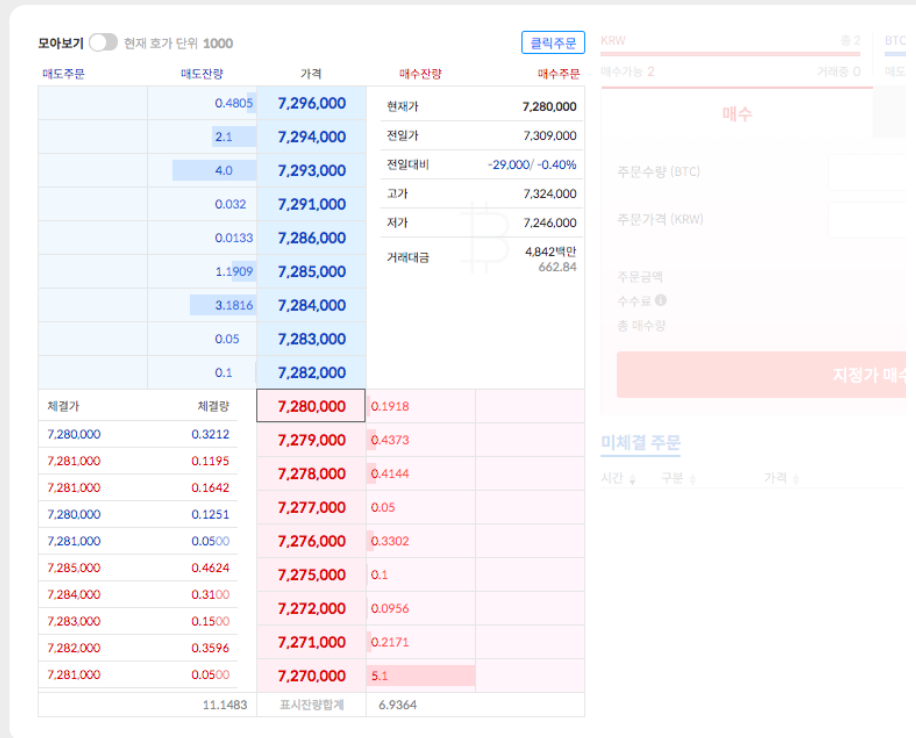 모아보기 현재 호가 단위 1000 클릭주문
매도주문 매도잔량 가격 매수잔량 매수주문
0.4805 7,296,000 현재가 7,280,000
2.1 7,294,000 전일가 7,309,000
4.0 7,293,000 전일대비 -29,000/ -0.40%
0.032 7,291,000 고가 7,324,000
0.0133 7,286,000 저가 7,246,000
1.1909 7,285,000 거래대금 4,842백만
662.84
3.1816 7,284,000
0.05 7,283,000
0.1 7,282,000
체결가 체결량 7,280,000 0.1918
7,280,000 0.3212 7,279,000 0.4373
7,281,000 0.1195 7,278,000 0.4144
7,281,000 0.1642 7,277,000 0.05
7,280,000 0.1251 7,276,000 0.3302
7,281,000 0.0500 7,275,000 0.1
7,285,000 0.4624 7,272,000 0.0956
7,284,000 0.3100 7,271,000 0.2171
7,283,000 0.1500 7,270,000 5.1
7,282,000 0.3596
7,281,000 0.0500
11.1483 표시잔량합계 6.9364
KRW 총 2 BTC
매수가능 2 거래중 0 매도
매수
주문수량 (BTC)
주문가격 (KRW)
주문금액
수수료
총 매수량
지정가 매수
미체결 주문
시간 구분 가격